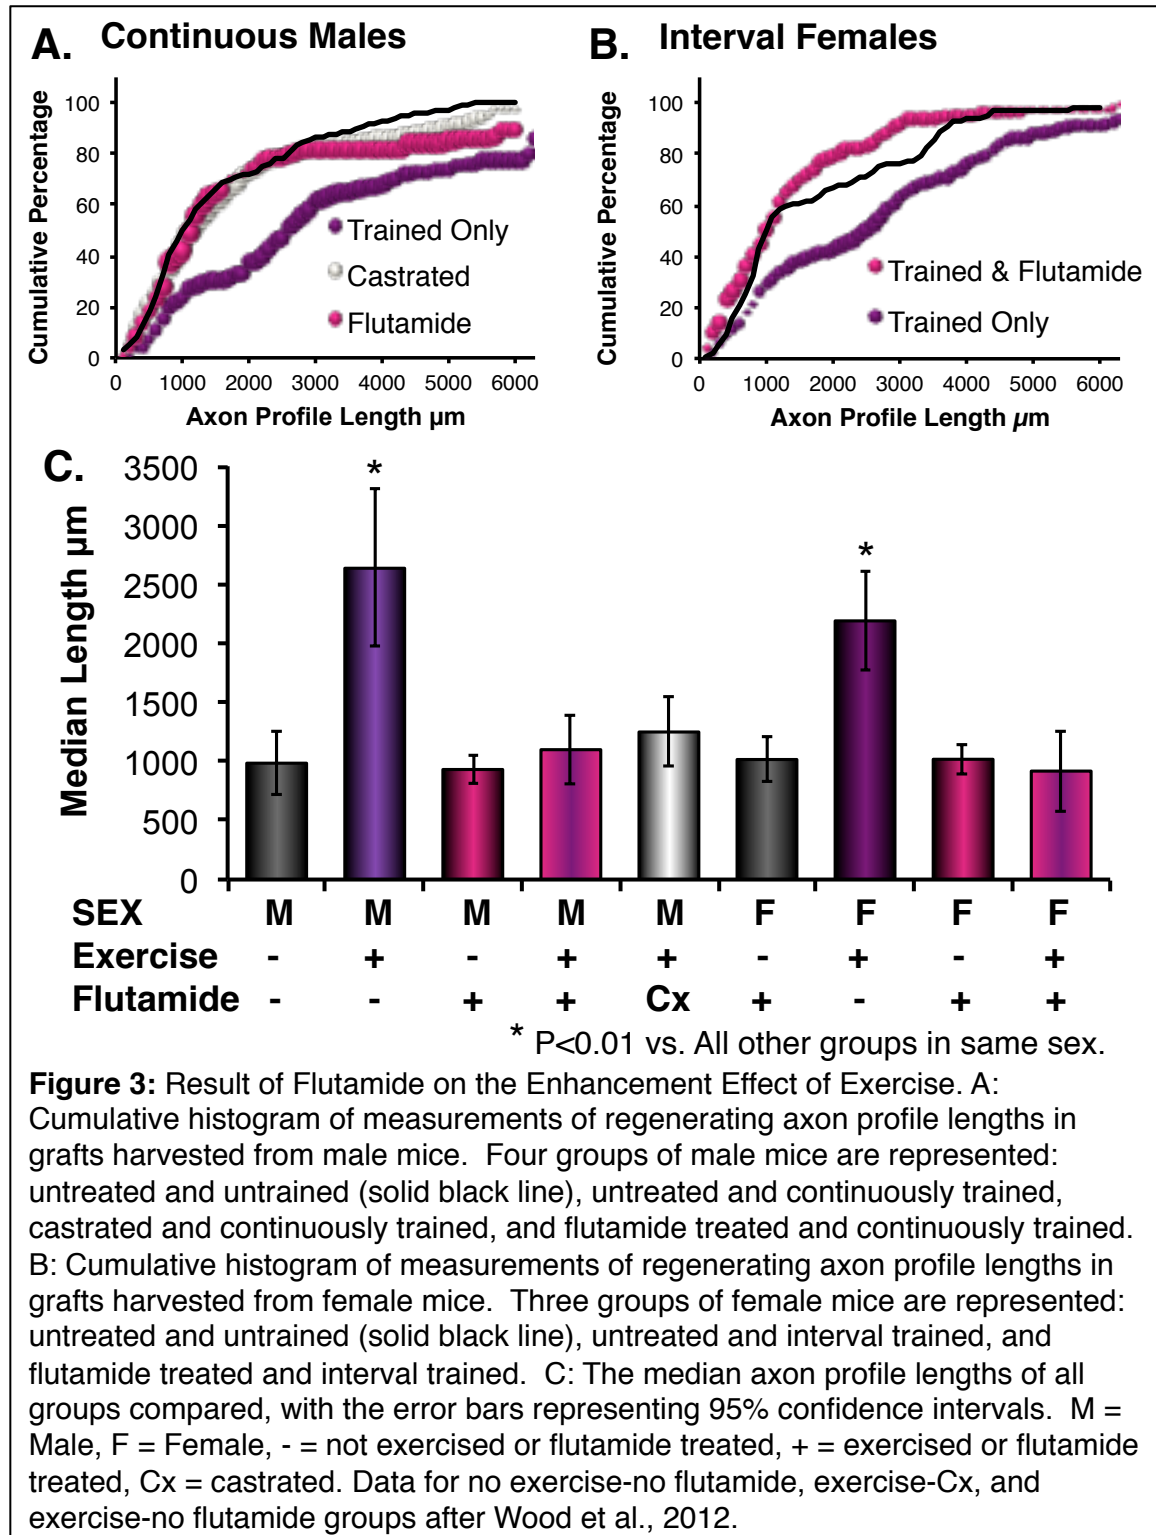 A. Continuous Males
B. Interval Females
Cumulative Percentage
100
80
60
40
20
0
Trained Only
Castrated
Flutamide
0 1000 2000 3000 4000 5000 6000
Axon Profile Length µm
Cumulative Percentage
100
80
60
40
20
0
Trained & Flutamide
Trained Only
0 1000 2000 3000 4000 5000 6000
Axon Profile Length µm
C.
Median Length µm
3500
3000
2500
2000
1500
1000
500
0
*
*
SEX M M M M M F F F F
Exercise - + - + + - + - +
Flutamide - - + + Cx + - + +
* P<0.01 vs. All other groups in same sex.
Figure 3: Result of Flutamide on the Enhancement Effect of Exercise. A:
Cumulative histogram of measurements of regenerating axon profile lengths in
grafts harvested from male mice. Four groups of male mice are represented:
untreated and untrained (solid black line), untreated and continuously trained,
castrated and continuously trained, and flutamide treated and continuously trained.
B: Cumulative histogram of measurements of regenerating axon profile lengths in
grafts harvested from female mice. Three groups of female mice are represented:
untreated and untrained (solid black line), untreated and interval trained, and
flutamide treated and interval trained. C: The median axon profile lengths of all
groups compared, with the error bars representing 95% confidence intervals. M =
Male, F = Female, - = not exercised or flutamide treated, + = exercised or flutamide
treated, Cx = castrated. Data for no exercise-no flutamide, exercise-Cx, and
exercise-no flutamide groups after Wood et al., 2012.